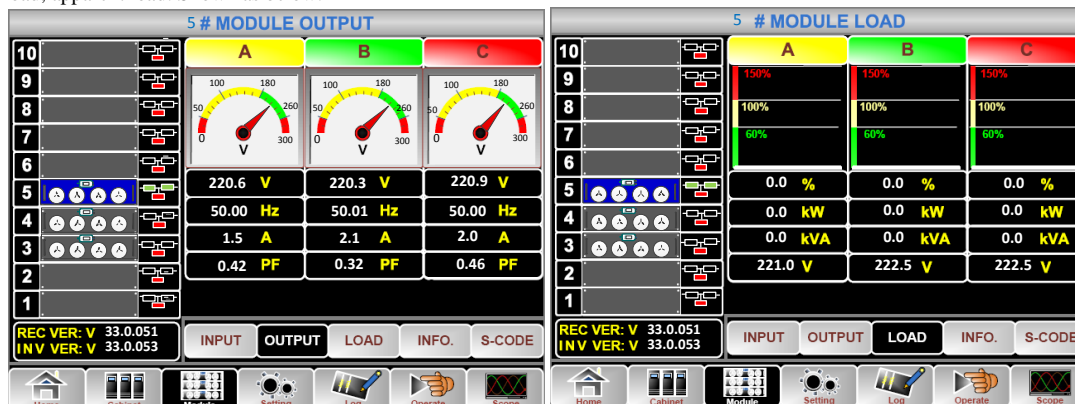 5 # MODULE OUTPUT
10
9
8
7
6
5
4
3
2
1
A B C
0 50 100 180 260 300 V
0 50 100 180 260 300 V
0 50 100 180 260 300 V
220.6 V 220.3 V 220.9 V
50.00 Hz 50.01 Hz 50.00 Hz
1.5 A 2.1 A 2.0 A
0.42 PF 0.32 PF 0.46 PF
REC VER: V 33.0.051
INV VER: V 33.0.053
INPUT OUTPUT LOAD INFO. S-CODE
Home Cabinet Module Setting Log Operate Scope
5 # MODULE LOAD
10
9
8
7
6
5
4
3
2
1
A B C
150% 150% 150%
100% 100% 100%
60% 60% 60%
0.0 % 0.0 % 0.0 %
0.0 kW 0.0 kW 0.0 kW
0.0 kVA 0.0 kVA 0.0 kVA
221.0 V 222.5 V 222.5 V
REC VER: V 33.0.051
INV VER: V 33.0.053
INPUT OUTPUT LOAD INFO. S-CODE
Home Cabinet Module Setting Log Operate Scope